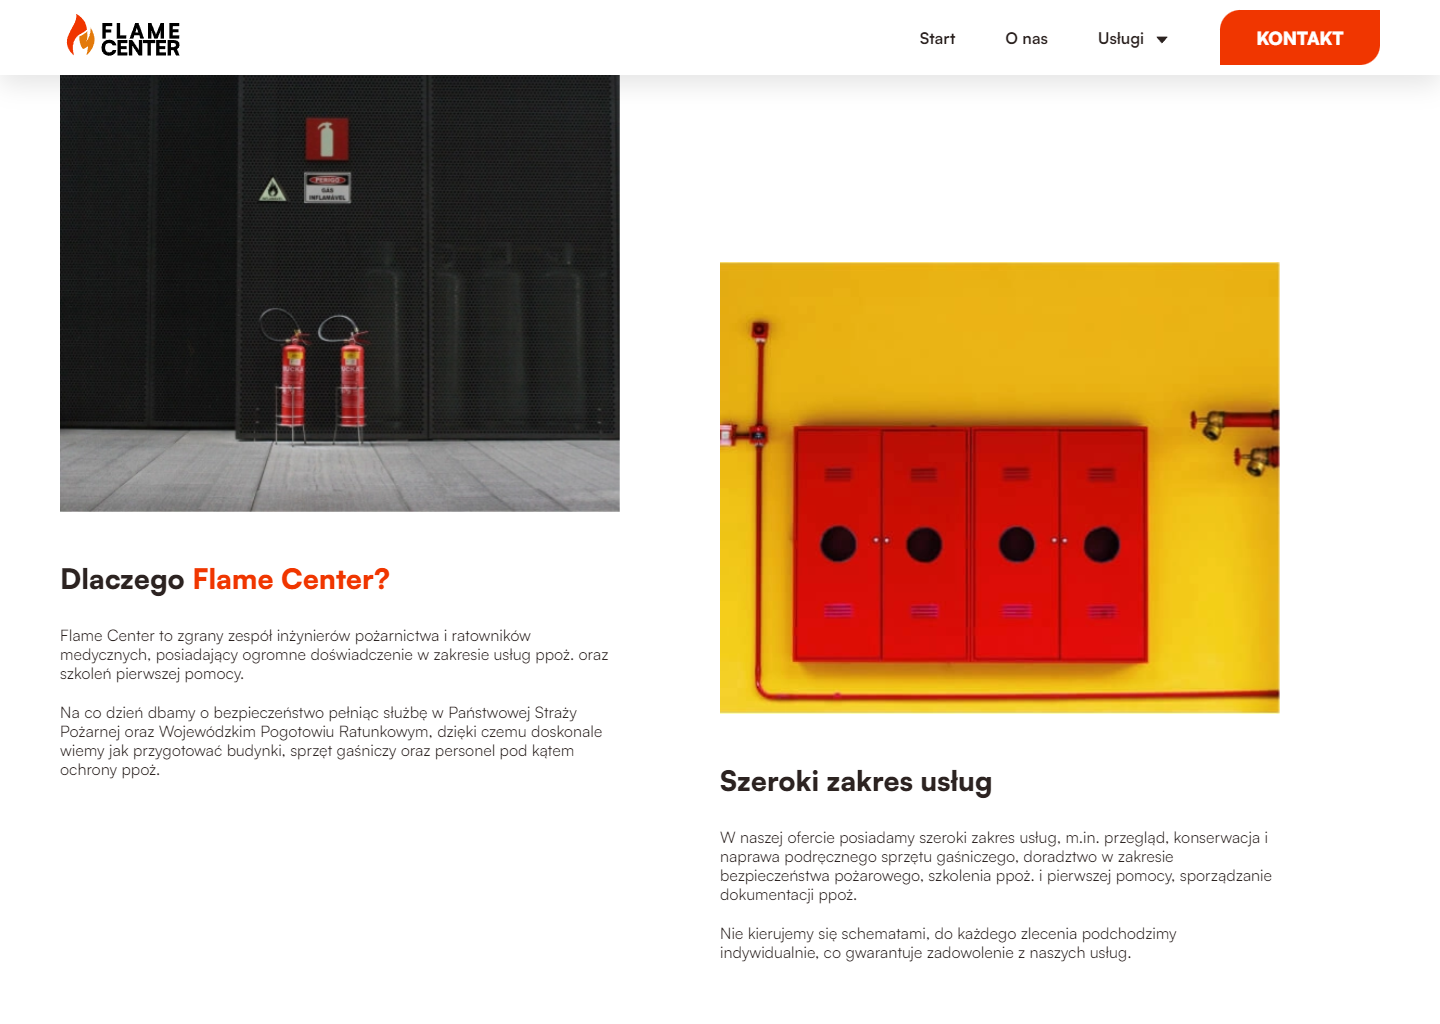 FLAME
CENTER
Start
O nas
Usługi
KONTAKT
PERIGO
GÁS
INFLAMÁVEL
Dlaczego Flame Center?
Flame Center to zgrany zespół inżynierów pożarnictwa i ratowników
medycznych, posiadający ogromne doświadczenie w zakresie usług ppoż. oraz
szkoleń pierwszej pomocy.
Na co dzień dbamy o bezpieczeństwo pełniąc służbę w Państwowej Straży
Pożarnej oraz Wojewódzkim Pogotowiu Ratunkowym, dzięki czemu doskonale
wiemy jak przygotować budynki, sprzęt gaśniczy oraz personel pod kątem
ochrony ppoż.
Szeroki zakres usług
W naszej ofercie posiadamy szeroki zakres usług, m.in. przegląd, konserwacja i
naprawa podręcznego sprzętu gaśniczego, doradztwo w zakresie
bezpieczeństwa pożarowego, szkolenia ppoż. i pierwszej pomocy, sporządzanie
dokumentacji ppoż.
Nie kierujemy się schematami, do każdego zlecenia podchodzimy
indywidualnie, co gwarantuje zadowolenie z naszych usług.